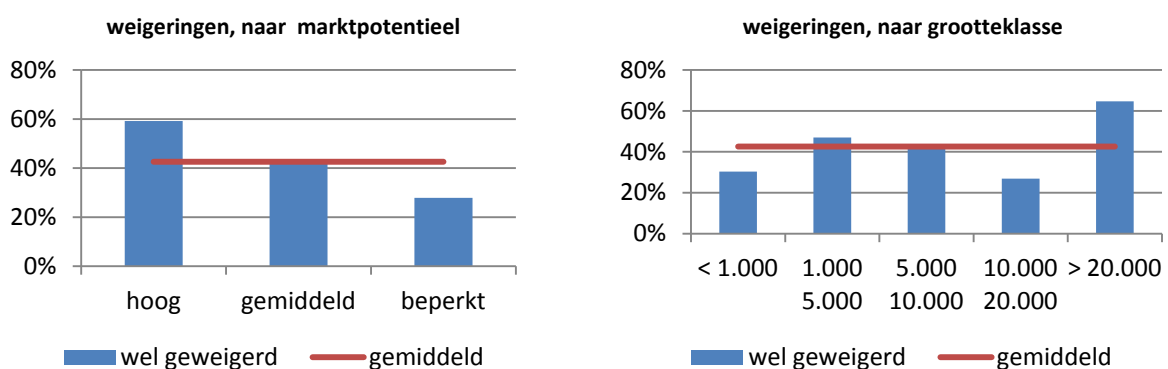 weigeringen, naar marktpotentieel
80%
60%
40%
20%
0%
hoog gemiddeld beperkt
wel geweigerd gemiddeld
weigeringen, naar grootteklasse
80%
60%
40%
20%
0%
< 1.000 1.000 5.000 10.000 > 20.000
5.000 10.000 20.000
wel geweigerd gemiddeld